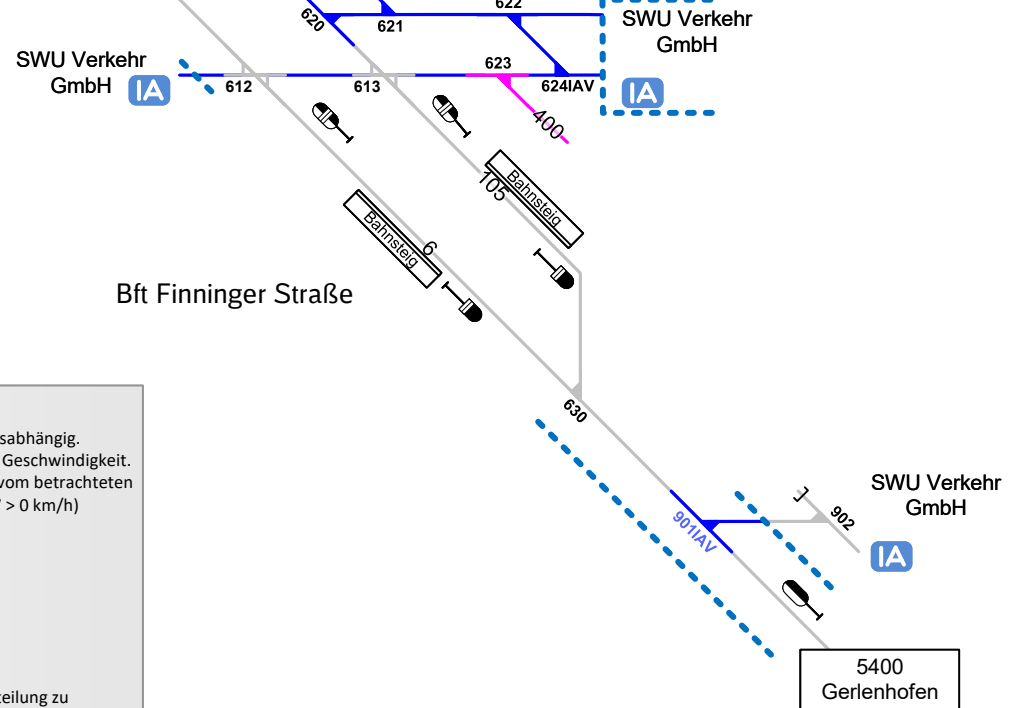 622
620
621
SWU Verkehr
GmbH
SWU Verkehr
GmbH
IA
612
613
623
624IAV
IA
400
105
Bahnsteig
Bahnsteig
6
Bft Finninger Straße
630
sabhängig.
Geschwindigkeit.
vom betrachteten
> 0 km/h)
901IAV
902
SWU Verkehr
GmbH
IA
5400
Gerlenhofen
eilung zu